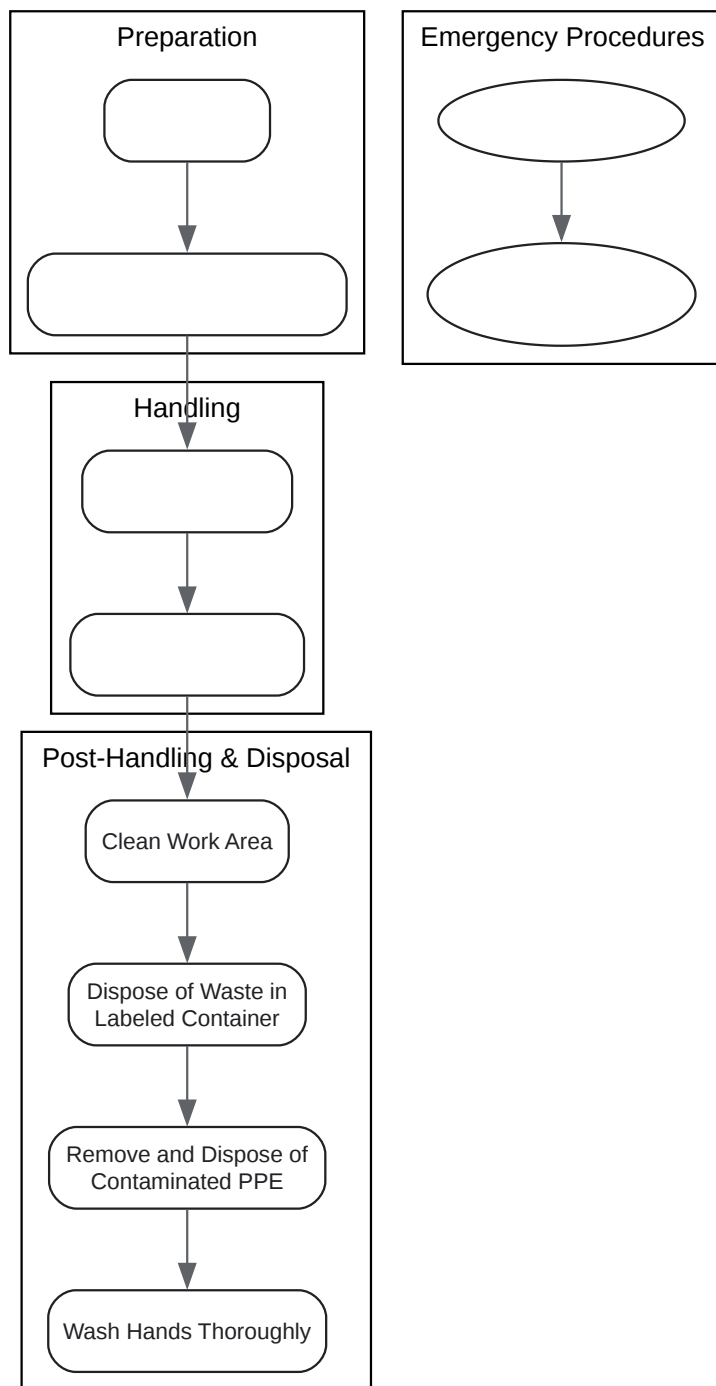 Preparation
Emergency Procedures
Handling
Post-Handling & Disposal
Clean Work Area
Dispose of Waste in
Labeled Container
Remove and Dispose of
Contaminated PPE
Wash Hands Thoroughly